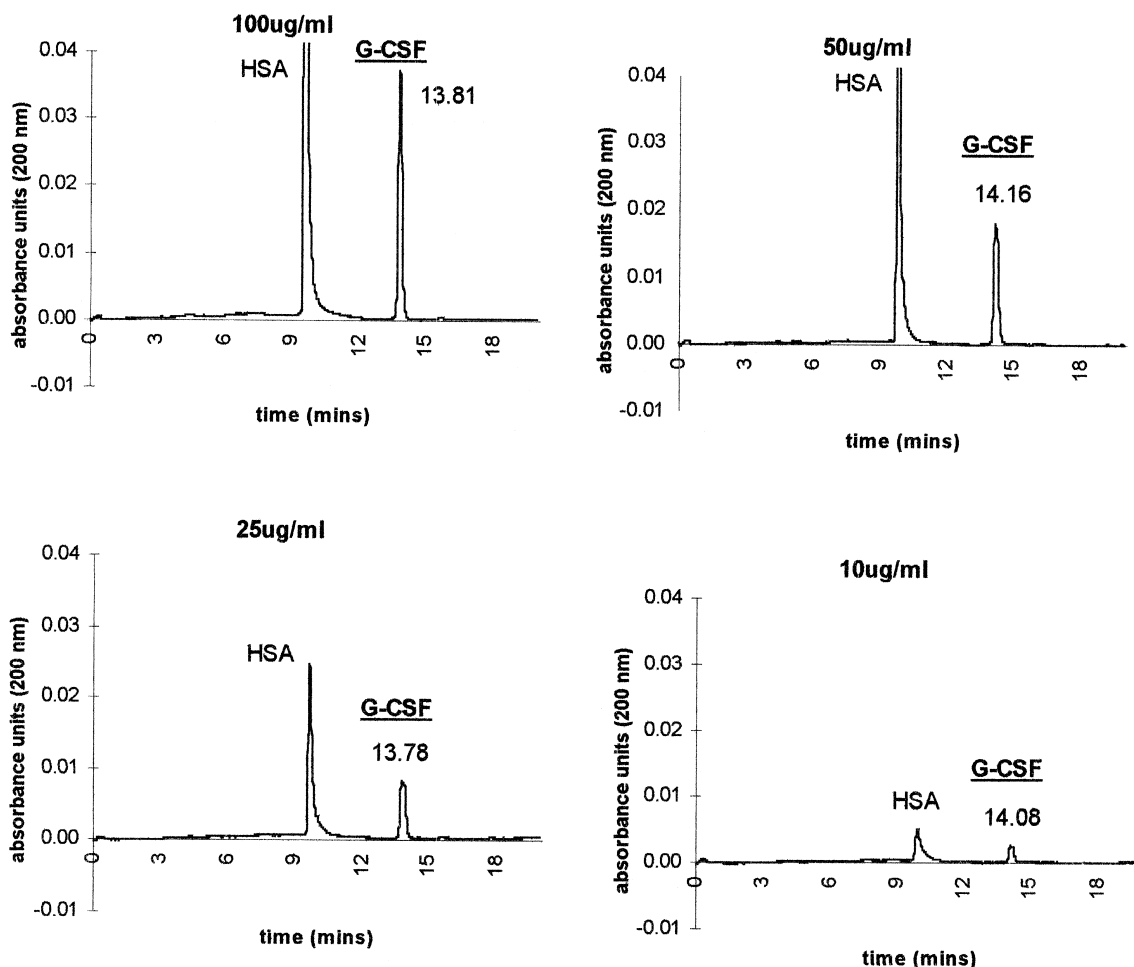 100ug/ml
G-CSF
HSA
13.81
0.04
0.03
0.02
0.01
0.00
-0.01
absorbance units (200 nm)
0 3 6 9 12 15 18
time (mins)
50ug/ml
HSA
G-CSF
14.16
0.04
0.03
0.02
0.01
0.00
-0.01
absorbance units (200 nm)
0 3 6 9 12 15 18
time (mins)
25ug/ml
HSA
G-CSF
13.78
0.04
0.03
0.02
0.01
0.00
-0.01
absorbance units (200 nm)
0 3 6 9 12 15 18
time (mins)
10ug/ml
G-CSF
HSA
14.08
0.04
0.03
0.02
0.01
0.00
-0.01
absorbance units (200 nm)
0 3 6 9 12 15 18
time (mins)